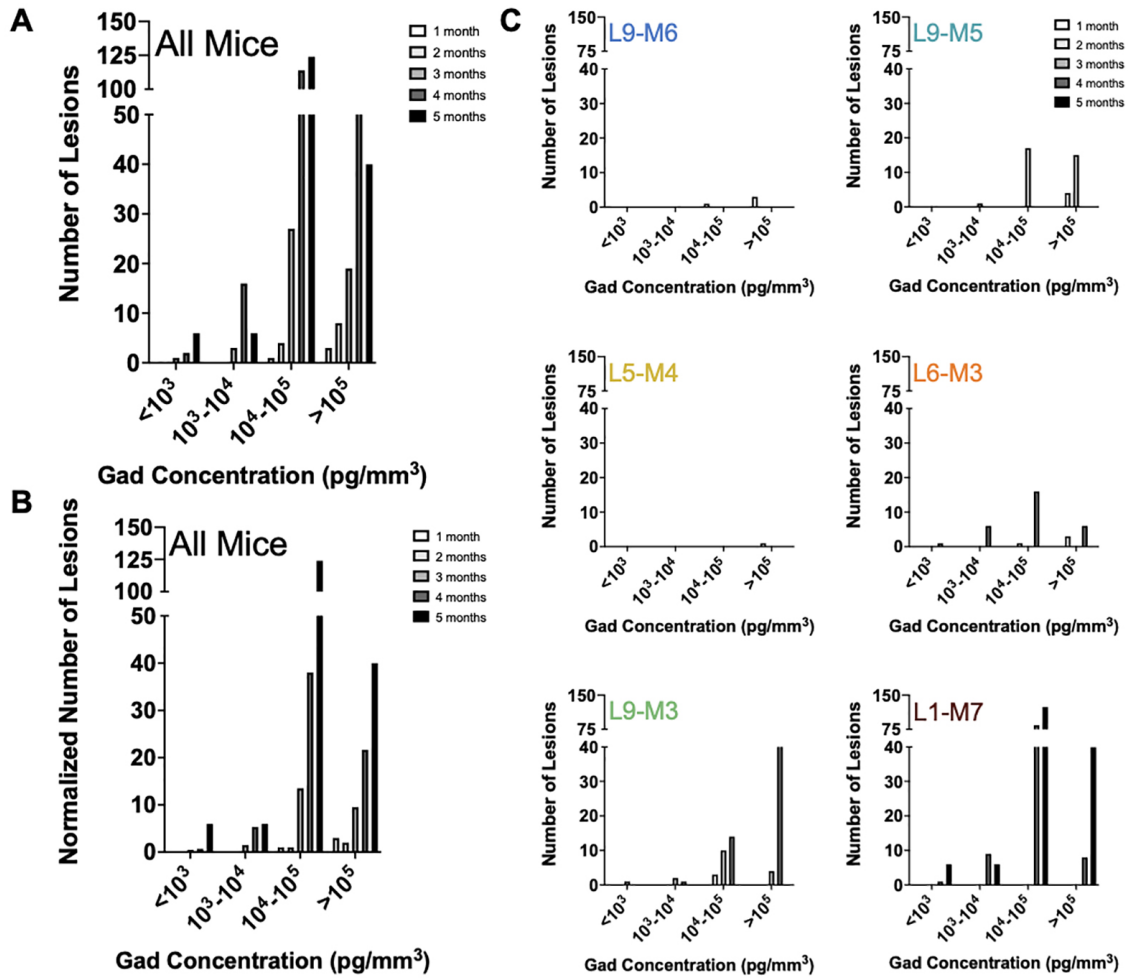 A
All Mice
150
125
100
50
40
30
20
10
0
Number of Lesions
1 month
2 months
3 months
4 months
5 months
<10³
10³-10⁴
10⁴-10⁵
>10⁵
Gad Concentration (pg/mm³)
B
All Mice
150
125
100
50
40
30
20
10
0
Normalized Number of Lesions
1 month
2 months
3 months
4 months
5 months
<10³
10³-10⁴
10⁴-10⁵
>10⁵
Gad Concentration (pg/mm³)
C
L9-M6
150
75
40
30
20
10
0
Number of Lesions
<10³
10³-10⁴
10⁴-10⁵
>10⁵
Gad Concentration (pg/mm³)
L9-M5
150
75
40
30
20
10
0
Number of Lesions
1 month
2 months
3 months
4 months
5 months
<10³
10³-10⁴
10⁴-10⁵
>10⁵
Gad Concentration (pg/mm³)
L5-M4
150
75
40
30
20
10
0
Number of Lesions
<10³
10³-10⁴
10⁴-10⁵
>10⁵
Gad Concentration (pg/mm³)
L6-M3
150
75
40
30
20
10
0
Number of Lesions
<10³
10³-10⁴
10⁴-10⁵
>10⁵
Gad Concentration (pg/mm³)
L9-M3
150
75
40
30
20
10
0
Number of Lesions
<10³
10³-10⁴
10⁴-10⁵
>10⁵
Gad Concentration (pg/mm³)
L1-M7
150
75
40
30
20
10
0
Number of Lesions
<10³
10³-10⁴
10⁴-10⁵
>10⁵
Gad Concentration (pg/mm³)